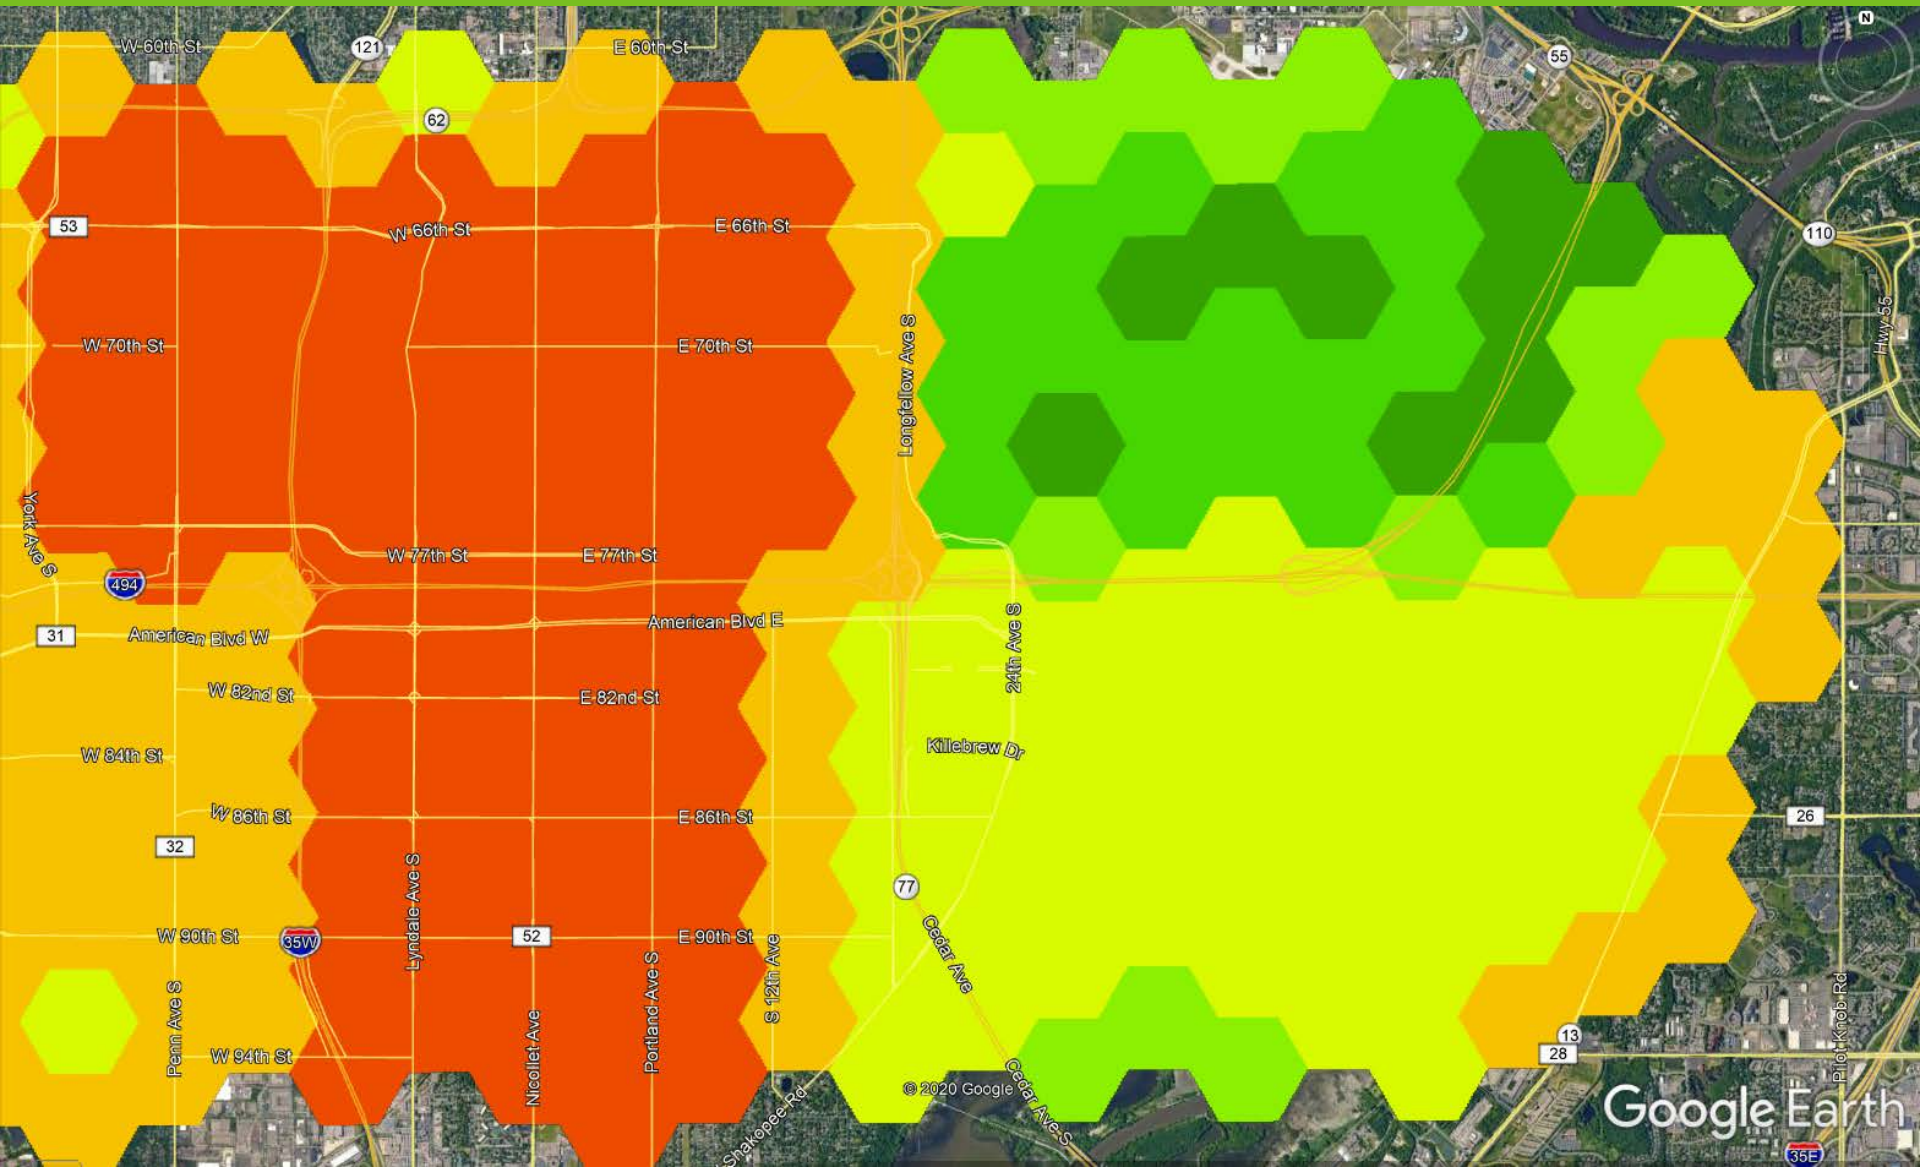 N
W 60th St
121
E 60th St
55
62
53
W 66th St
E 66th St
110
Hwy 55
W 70th St
E 70th St
Longfellow Ave S
York Ave S
W 77th St
E 77th St
494
31
American Blvd W
American Blvd E
24th Ave S
W 82nd St
E 82nd St
W 84th St
Killebrew Dr
W 86th St
E 86th St
26
32
77
Lyndale Ave S
W 90th St
35W
52
E 90th St
Cedar Ave
S 12th Ave
Penn Ave S
Nicollet Ave
Portland Ave S
Pilot Knob Rd
W 94th St
13
28
© 2020 Google
Cedar Ave S
Shakopee Rd
Google Earth
35E